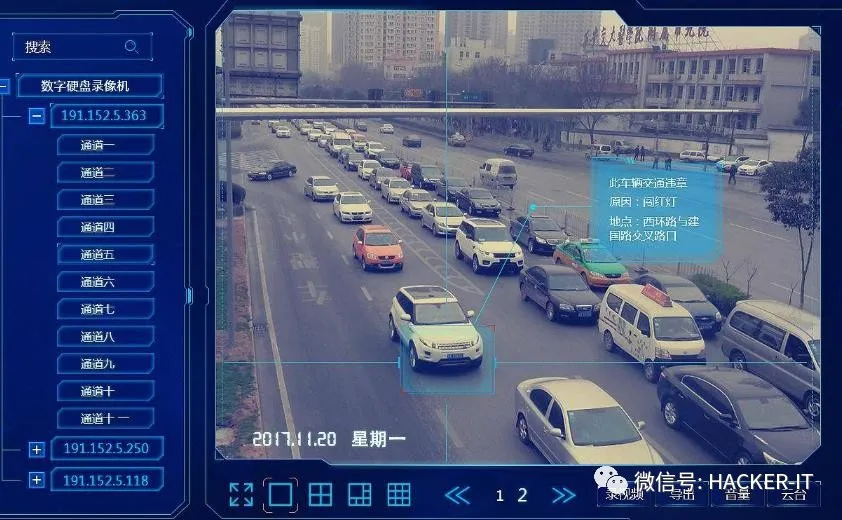 搜索
数字硬盘录像机
191.152.5.363
通道一
通道二
通道三
通道四
通道五
通道六
通道七
通道八
通道九
通道十
通道十一
191.152.5.250
191.152.5.118
此车辆交通违章
原因：闯红灯
地点：西环路与建
国路交叉路口
2017.11.20 星期一
1 2
微信号: HACKER-IT
录视频 导出 音量 云台